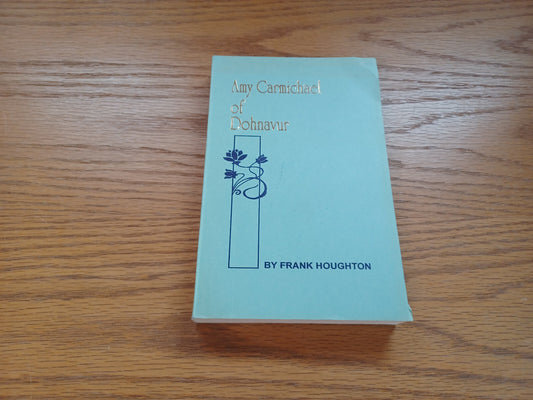 Amy Carmichael
of
Dohnavur
BY FRANK HOUGHTON